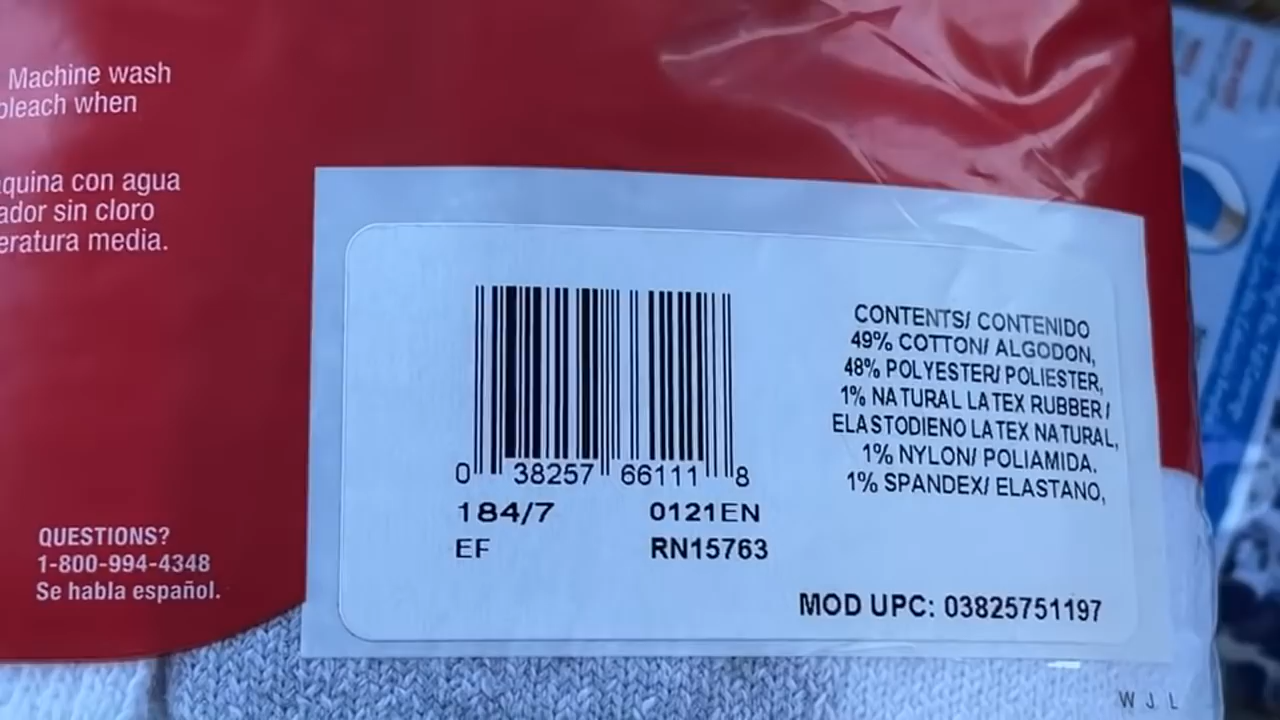 Machine wash
bleach when
quina con agua
ador sin cloro
eratura media.
QUESTIONS?
1-800-994-4348
Se habla español.
0 38257 66111 8
184/7 0121EN
EF RN15763
CONTENTS/ CONTENIDO
49% COTTON/ ALGODON,
48% POLYESTER/ POLIESTER,
1% NATURAL LATEX RUBBER/
ELASTODIENO LATEX NATURAL,
1% NYLON/ POLIAMIDA.
1% SPANDEX/ ELASTANO,
MOD UPC: 03825751197
W J L